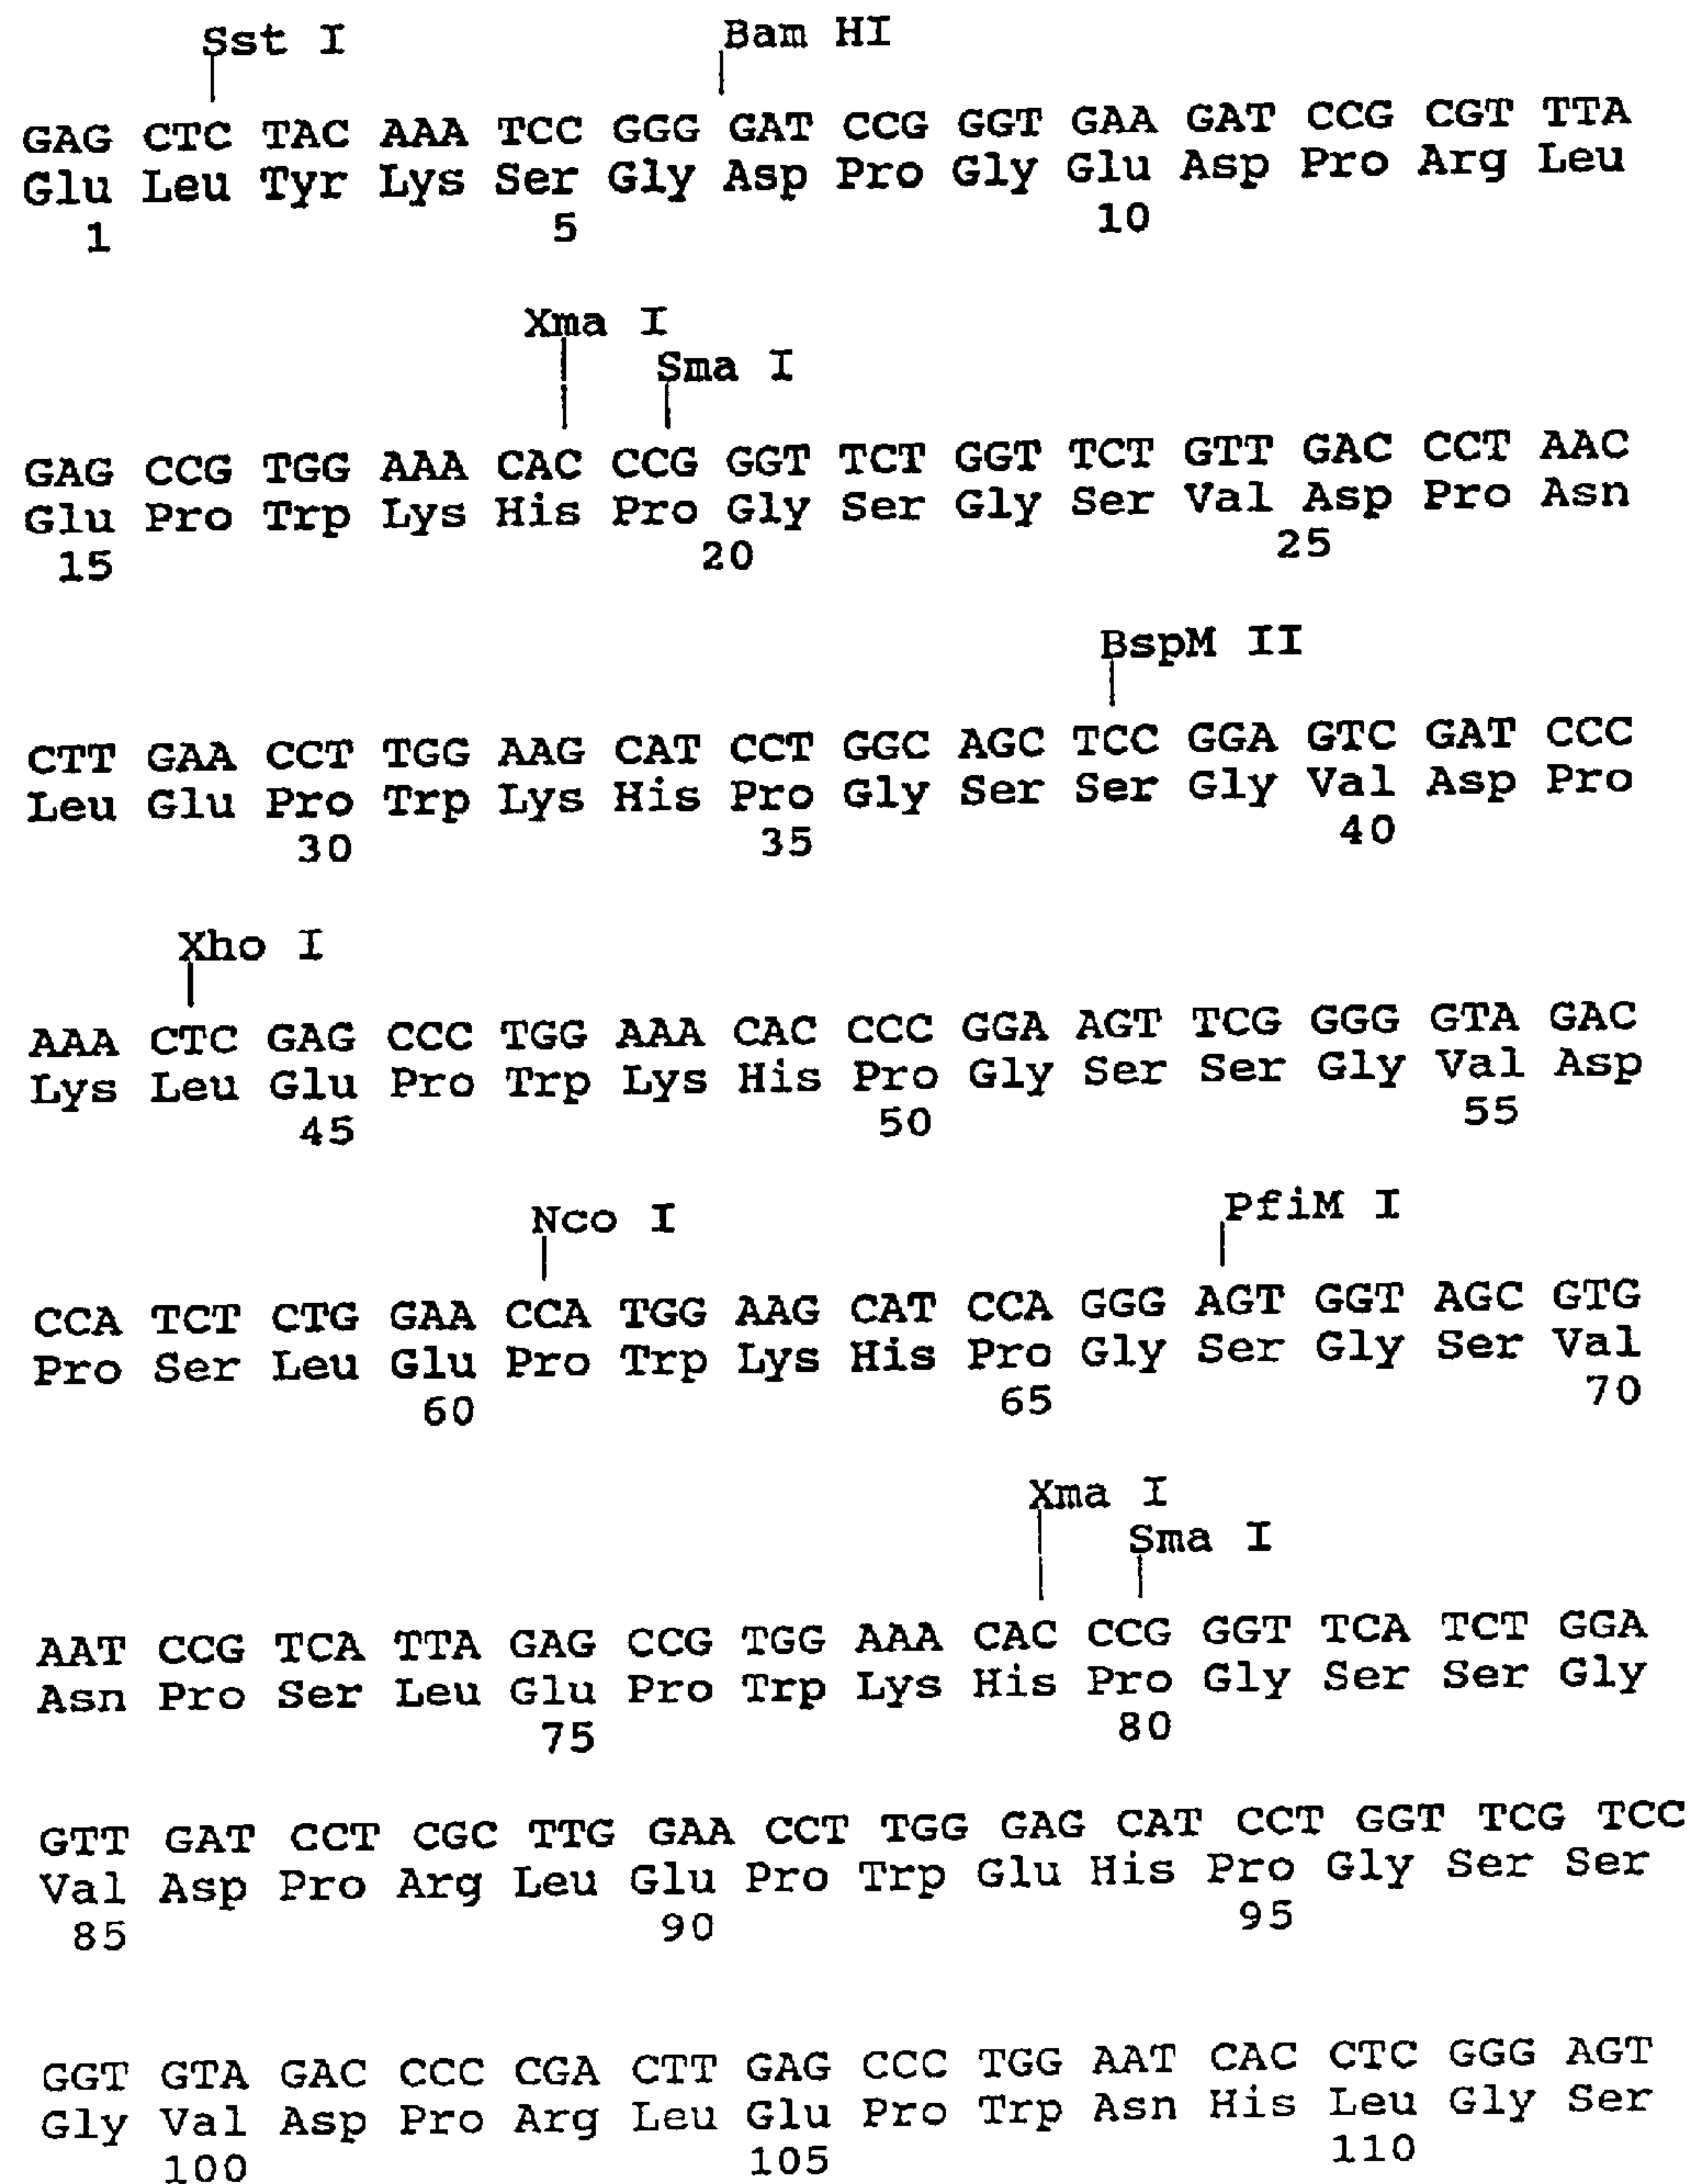 Sst I Bam HI
GAG CTC TAC AAA TCC GGG GAT CCG GGT GAA GAT CCG CGT TTA
Glu Leu Tyr Lys Ser Gly Asp Pro Gly Glu Asp Pro Arg Leu
1 5 10
Xma I
Sma I
GAG CCG TGG AAA CAC CCG GGT TCT GGT TCT GTT GAC CCT AAC
Glu Pro Trp Lys His Pro Gly Ser Gly Ser Val Asp Pro Asn
15 20 25
BspM II
CTT GAA CCT TGG AAG CAT CCT GGC AGC TCC GGA GTC GAT CCC
Leu Glu Pro Trp Lys His Pro Gly Ser Ser Gly Val Asp Pro
30 35 40
Xho I
AAA CTC GAG CCC TGG AAA CAC CCC GGA AGT TCG GGG GTA GAC
Lys Leu Glu Pro Trp Lys His Pro Gly Ser Ser Gly Val Asp
45 50 55
Nco I PfiM I
CCA TCT CTG GAA CCA TGG AAG CAT CCA GGG AGT GGT AGC GTG
Pro Ser Leu Glu Pro Trp Lys His Pro Gly Ser Gly Ser Val
60 65 70
Xma I
Sma I
AAT CCG TCA TTA GAG CCG TGG AAA CAC CCG GGT TCA TCT GGA
Asn Pro Ser Leu Glu Pro Trp Lys His Pro Gly Ser Ser Gly
75 80
GTT GAT CCT CGC TTG GAA CCT TGG GAG CAT CCT GGT TCG TCC
Val Asp Pro Arg Leu Glu Pro Trp Glu His Pro Gly Ser Ser
85 90 95
GGT GTA GAC CCC CGA CTT GAG CCC TGG AAT CAC CTC GGG AGT
Gly Val Asp Pro Arg Leu Glu Pro Trp Asn His Leu Gly Ser
100 105 110